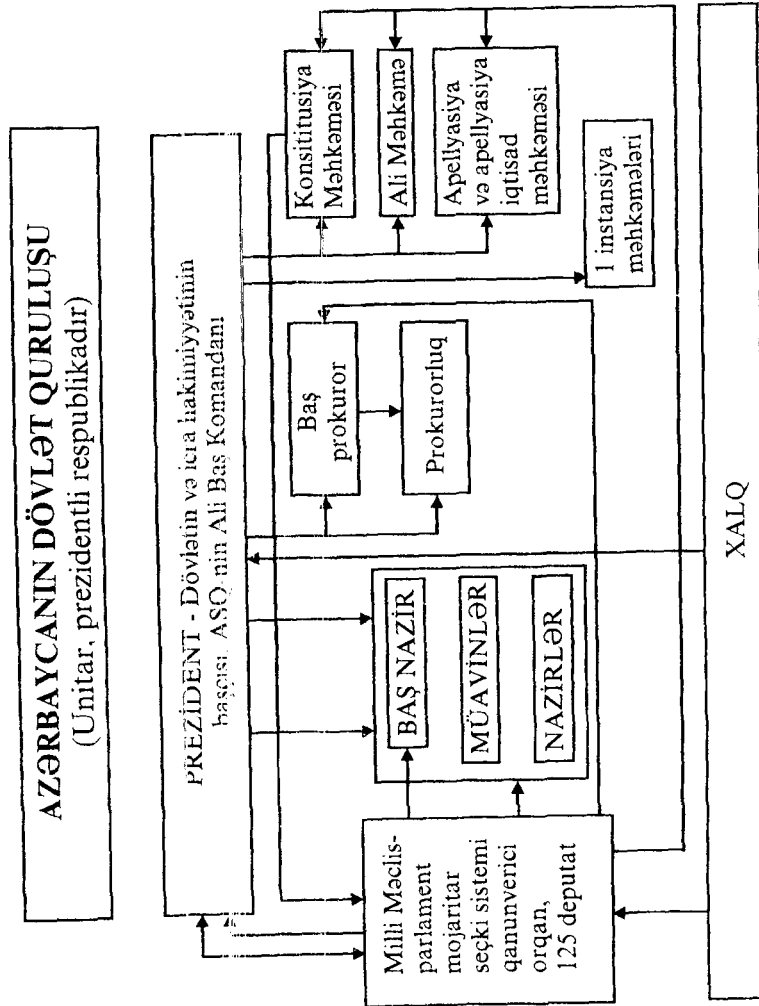 AZƏRBAYCANIN DÖVLƏT QURULUŞU
(Unitar, prezidentli respublikadır)
PREZİDENT - Dövlətin və icra hakimiyyətinin
başçısı, ASQ-nin Ali Baş Komandanı
Milli Məclis-
parlament
mojaritar
seçki sistemi
qanunverici
orqan,
125 deputat
BAŞ NAZİR
MÜAVİNLƏR
NAZİRLƏR
Baş
prokuror
Prokurorluq
Konsititusiya
Məhkəməsi
Ali Məhkəmə
Apellyasiya
və apellyasiya
iqtisad
məhkəməsi
1 instansiya
məhkəmələri
XALQ